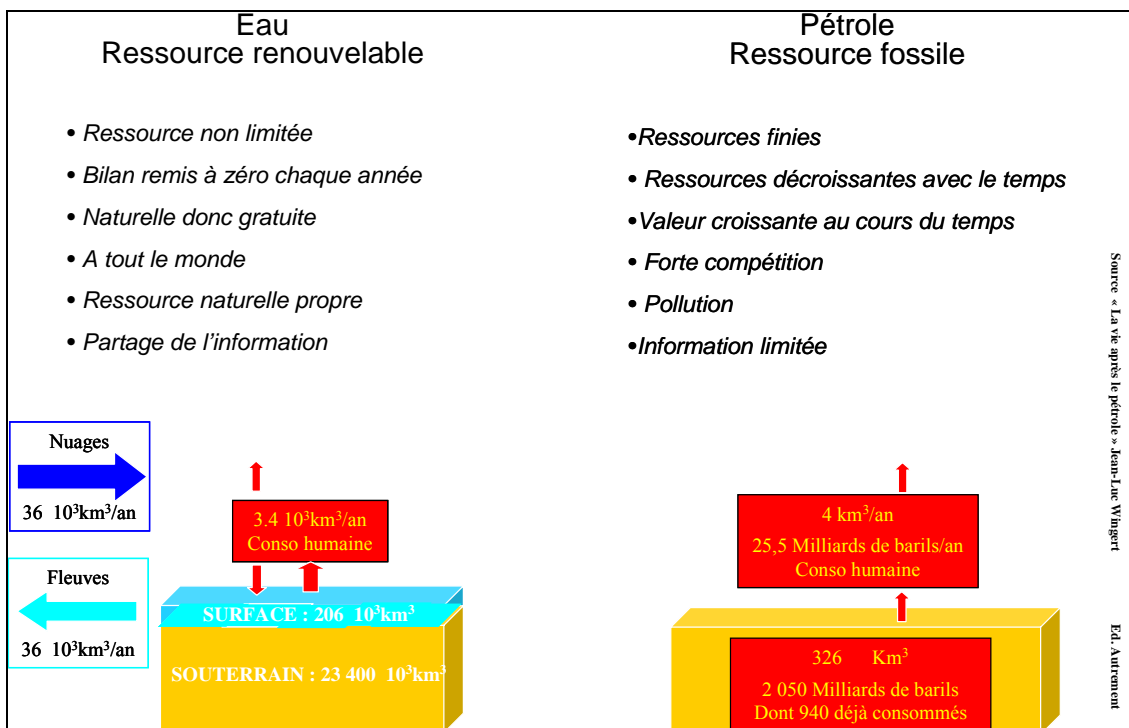 Eau
Ressource renouvelable
• Ressource non limitée
• Bilan remis à zéro chaque année
• Naturelle donc gratuite
• A tout le monde
• Ressource naturelle propre
• Partage de l’information
Pétrole
Ressource fossile
•Ressources finies
• Ressources décroissantes avec le temps
•Valeur croissante au cours du temps
• Forte compétition
• Pollution
•Information limitée
Nuages
36 10³km³/an
Fleuves
36 10³km³/an
3.4 10³km³/an
Conso humaine
SURFACE : 206 10³km³
SOUTERRAIN : 23 400 10³km³
4 km³/an
25,5 Milliards de barils/an
Conso humaine
326 Km³
2 050 Milliards de barils
Dont 940 déjà consommés
Source « La vie après le pétrole » Jean-Luc Wingert Ed. Autrement